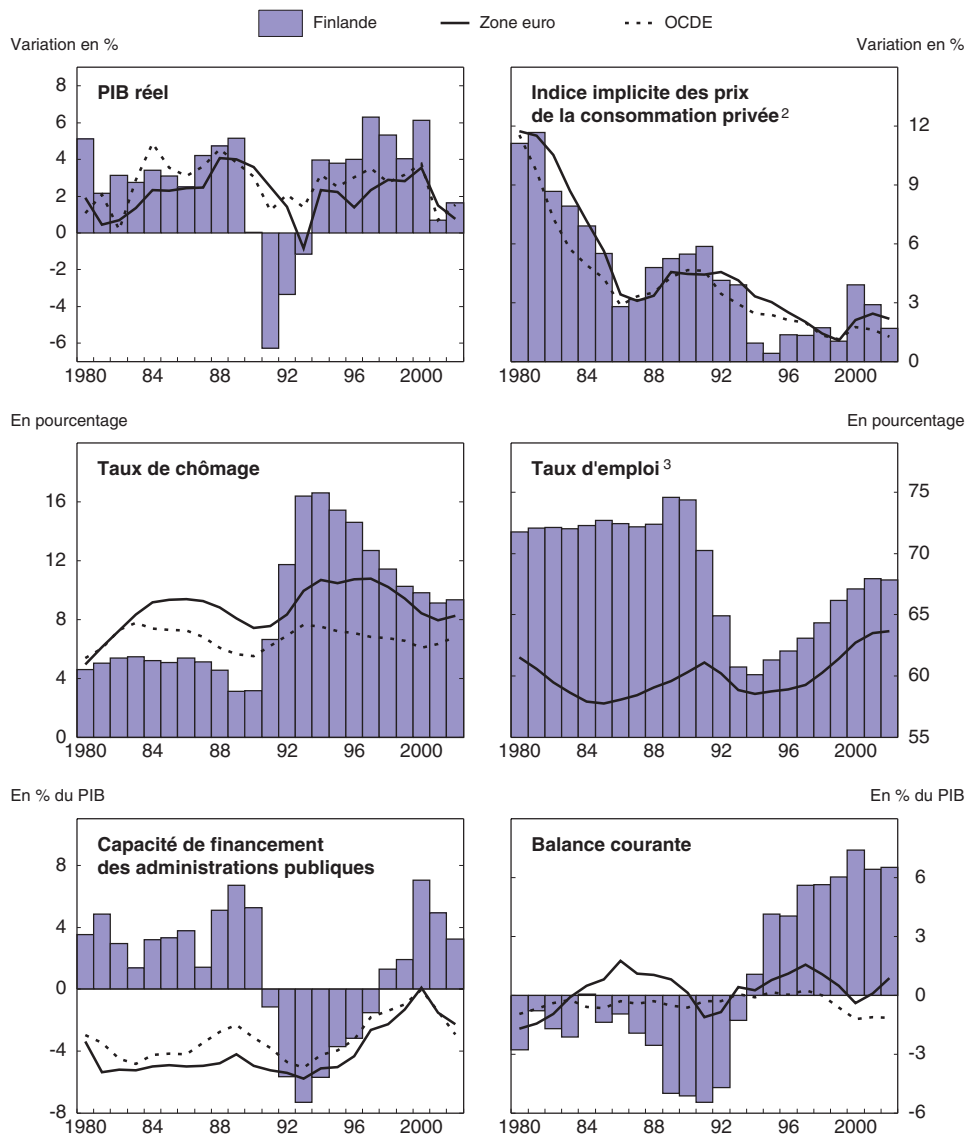 Finlande Zone euro OCDE
Variation en % Variation en %
PIB réel
8
6
4
2
0
-2
-4
-6
1980 84 88 92 96 2000
Indice implicite des prix
de la consommation privée 2
12
9
6
3
0
1980 84 88 92 96 2000
En pourcentage En pourcentage
Taux de chômage
16
12
8
4
0
1980 84 88 92 96 2000
Taux d'emploi 3
75
70
65
60
55
1980 84 88 92 96 2000
En % du PIB En % du PIB
Capacité de financement
des administrations publiques
8
4
0
-4
-8
1980 84 88 92 96 2000
Balance courante
6
3
0
-3
-6
1980 84 88 92 96 2000